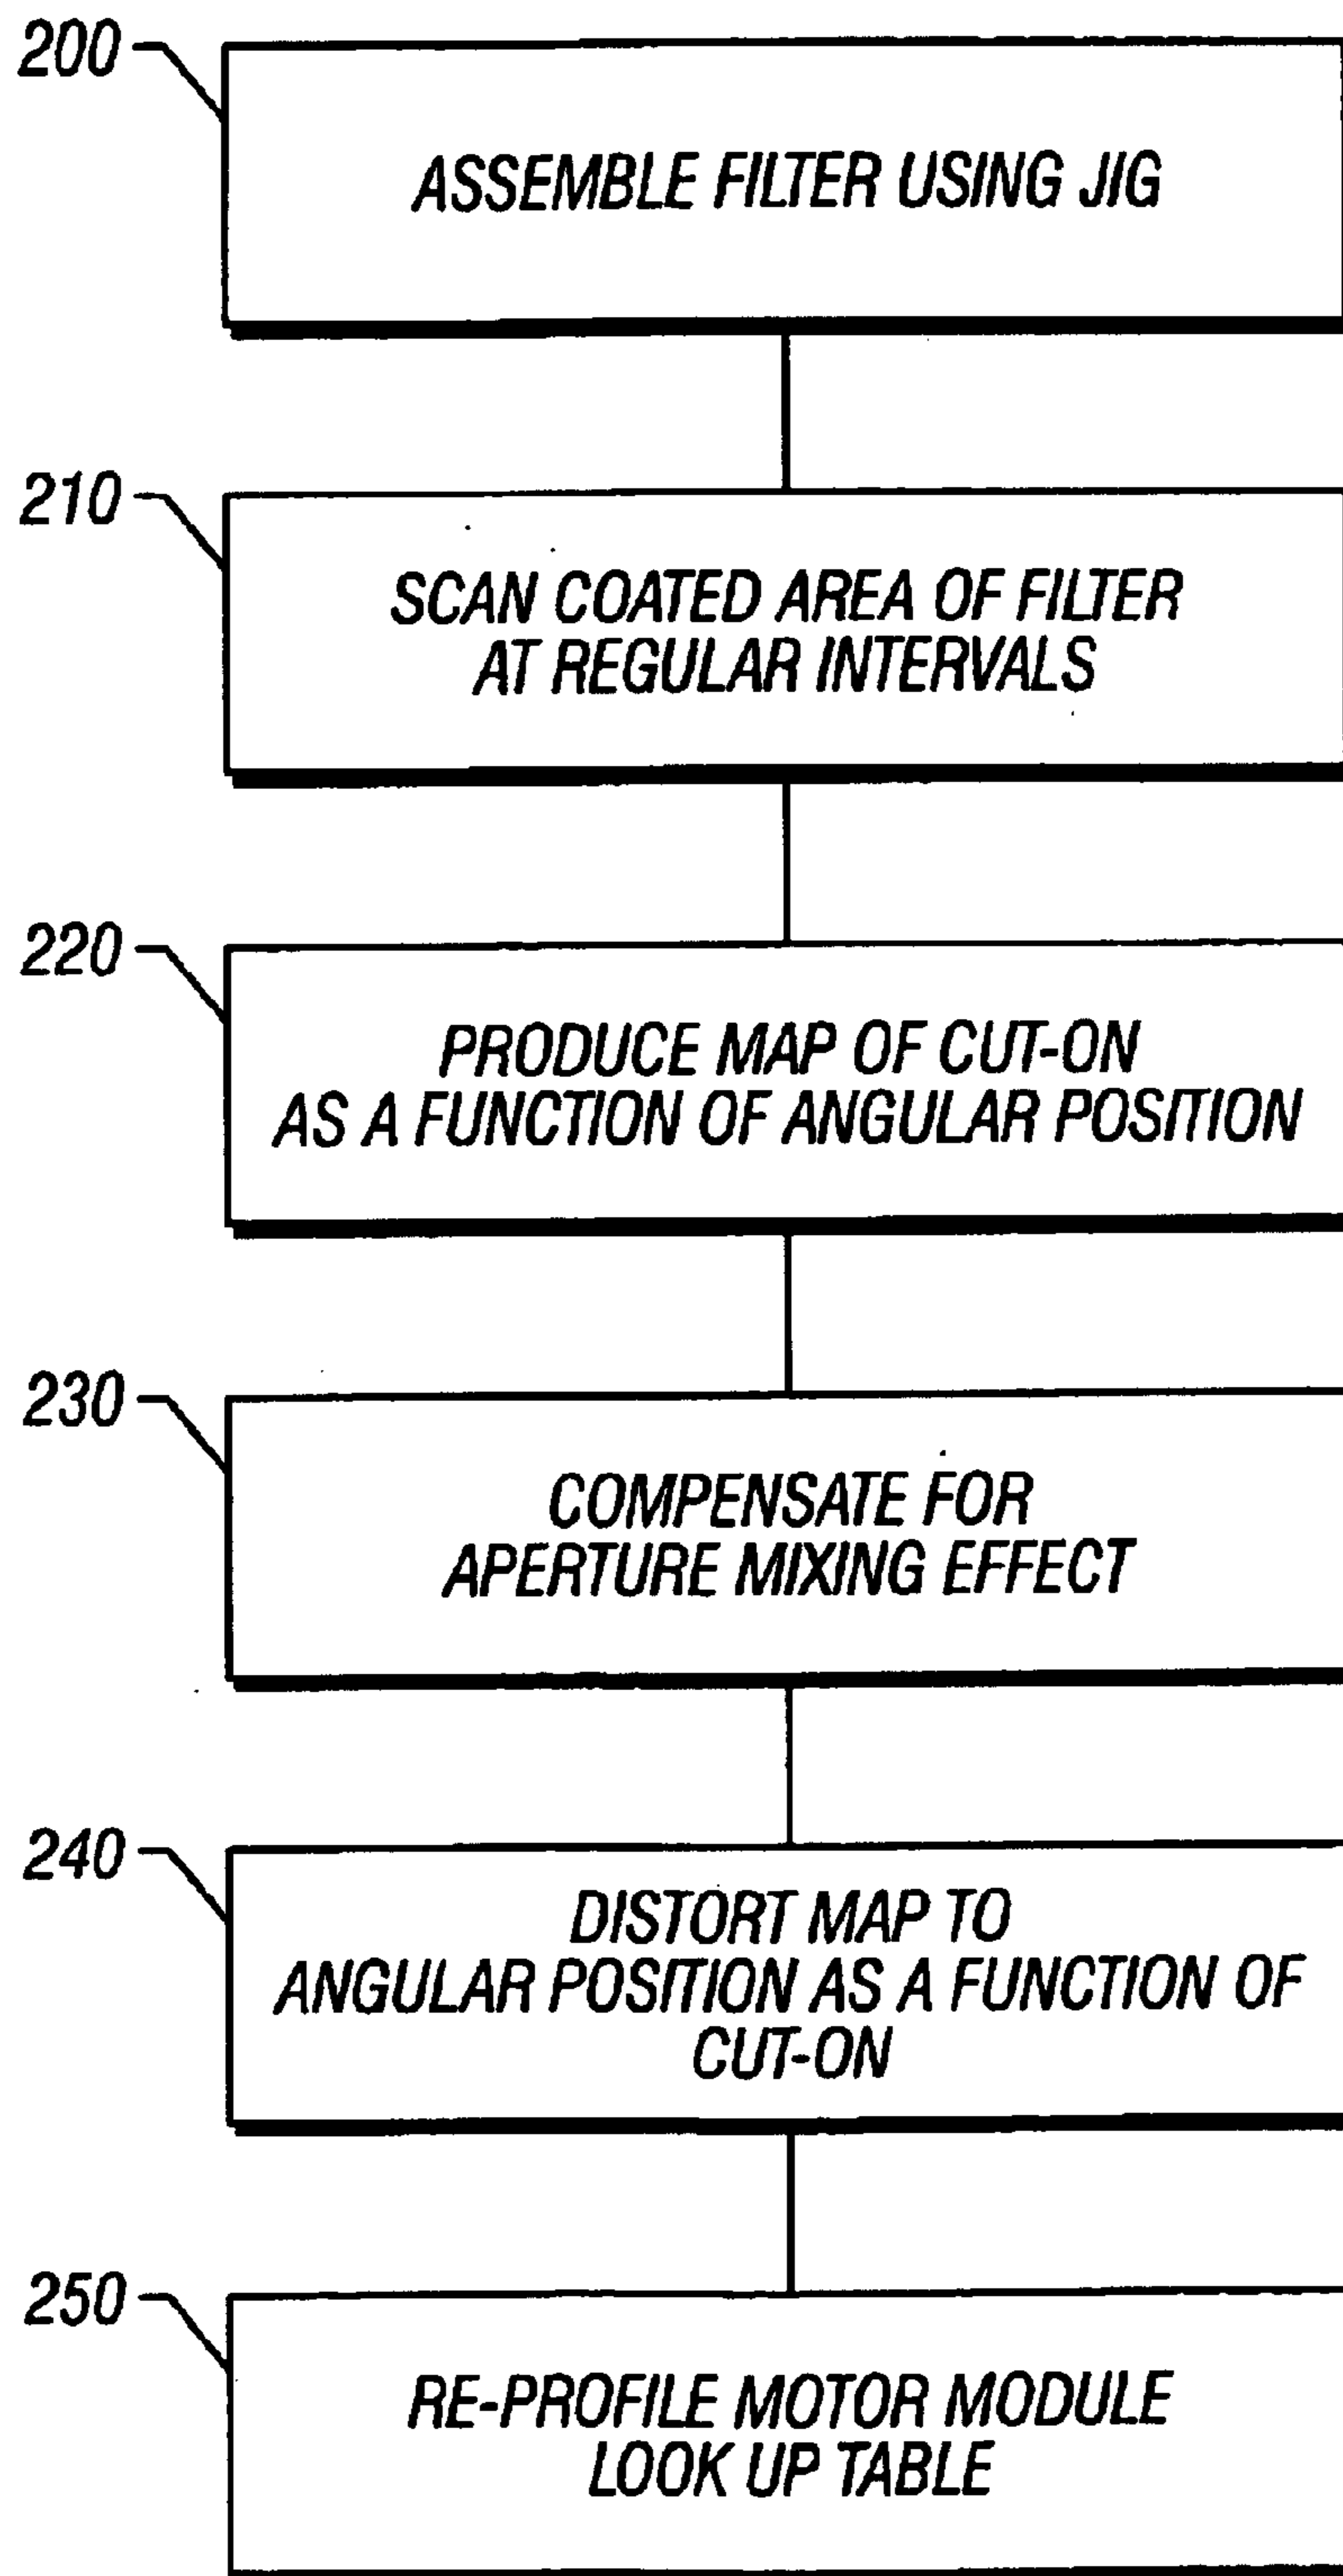 200
ASSEMBLE FILTER USING JIG
210
SCAN COATED AREA OF FILTER
AT REGULAR INTERVALS
220
PRODUCE MAP OF CUT-ON
AS A FUNCTION OF ANGULAR POSITION
230
COMPENSATE FOR
APERTURE MIXING EFFECT
240
DISTORT MAP TO
ANGULAR POSITION AS A FUNCTION OF
CUT-ON
250
RE-PROFILE MOTOR MODULE
LOOK UP TABLE